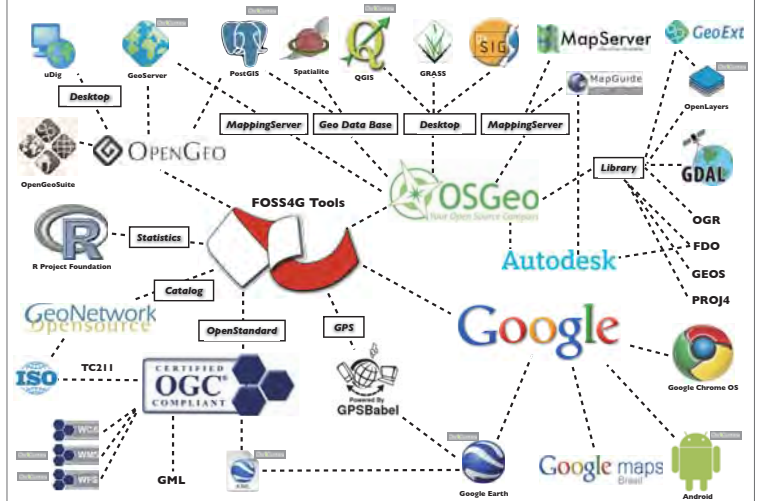 uDig
GeoServer
PostGIS
Spatialite
QGIS
GRASS
SIG
MapServer
MapGuide
GeoExt
OpenLayers
Desktop
MappingServer
Geo Data Base
Desktop
MappingServer
OpenGeoSuite
OPENGEO
OSGeo
Your Open Source Compass
Library
GDAL
FOSS4G Tools
OGR
FDO
GEOS
PROJ4
R
R Project Foundation
Statistics
Autodesk
Catalog
GeoNetwork
Opensource
OpenStandard
GPS
Google
ISO
TC211
CERTIFIED
OGC®
COMPLIANT
Powered By
GPSBabel
Google Chrome OS
WCS
WMS
WFS
GML
KML
Google Earth
Google maps
Brasil
Android